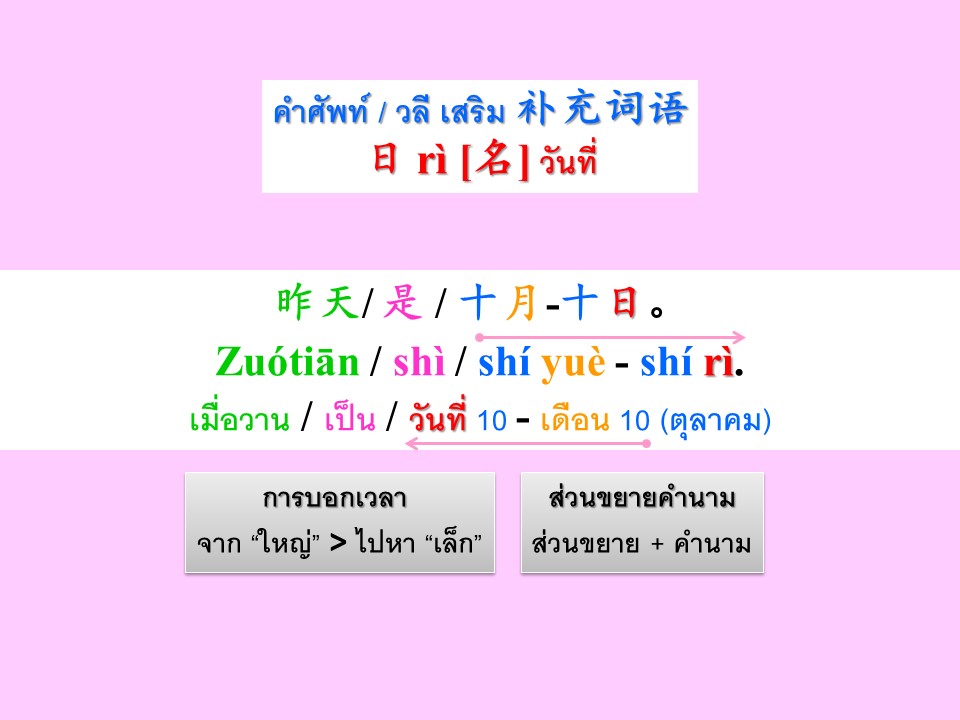 คำศัพท์ / วลี เสริม 补充词语
日 rì [名] วันที่
昨天/ 是 / 十月-十日。
Zuótiān / shì / shí yuè - shí rì.
เมื่อวาน / เป็น / วันที่ 10 - เดือน 10 (ตุลาคม)
การบอกเวลา
จาก “ใหญ่” > ไปหา “เล็ก”
ส่วนขยายคำนาม
ส่วนขยาย + คำนาม